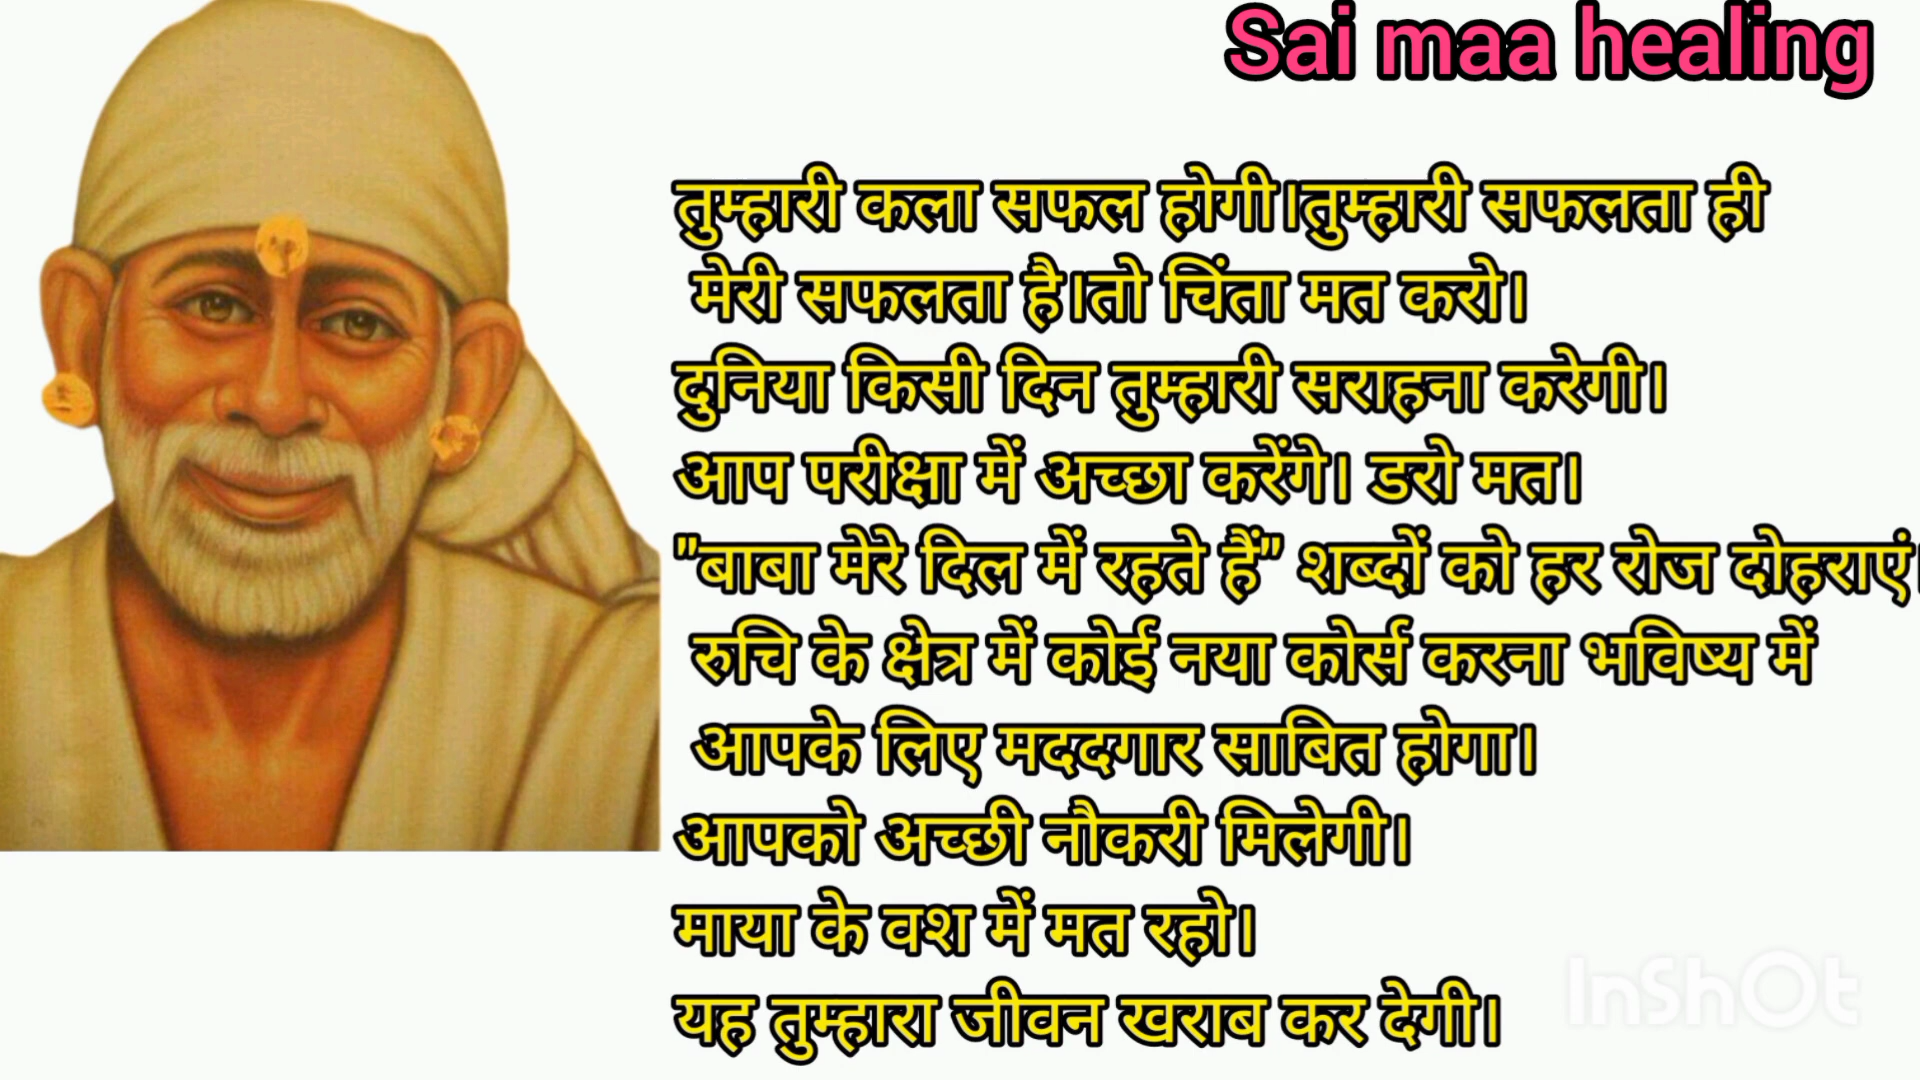 Sai maa healing
तुम्हारी कला सफल होगी।तुम्हारी सफलता ही
मेरी सफलता है।तो चिंता मत करो।
दुनिया किसी दिन तुम्हारी सराहना करेगी।
आप परीक्षा में अच्छा करेंगे। डरो मत।
"बाबा मेरे दिल में रहते हैं" शब्दों को हर रोज दोहराएं।
रुचि के क्षेत्र में कोई नया कोर्स करना भविष्य में
आपके लिए मददगार साबित होगा।
आपको अच्छी नौकरी मिलेगी।
माया के वश में मत रहो।
यह तुम्हारा जीवन खराब कर देगी।
InShOt